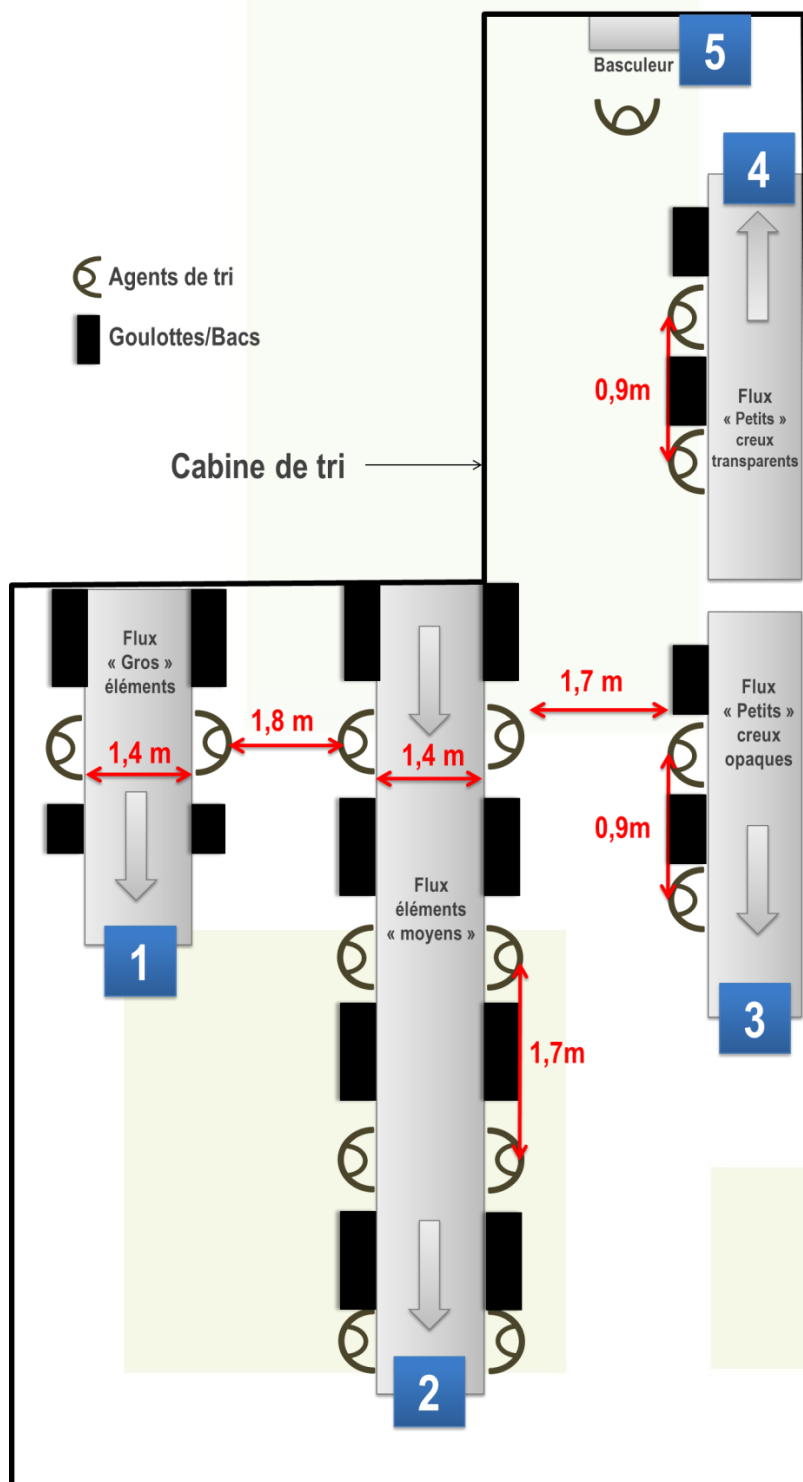 5
Basculeur
4
Agents de tri
Goulottes/Bacs
0,9m
Flux
« Petits »
creux
transparents
Cabine de tri
Flux
« Gros »
éléments
1,8 m
1,4 m
1,4 m
1,7 m
Flux
« Petits »
creux
opaques
0,9m
Flux
éléments
« moyens »
1
3
1,7m
2